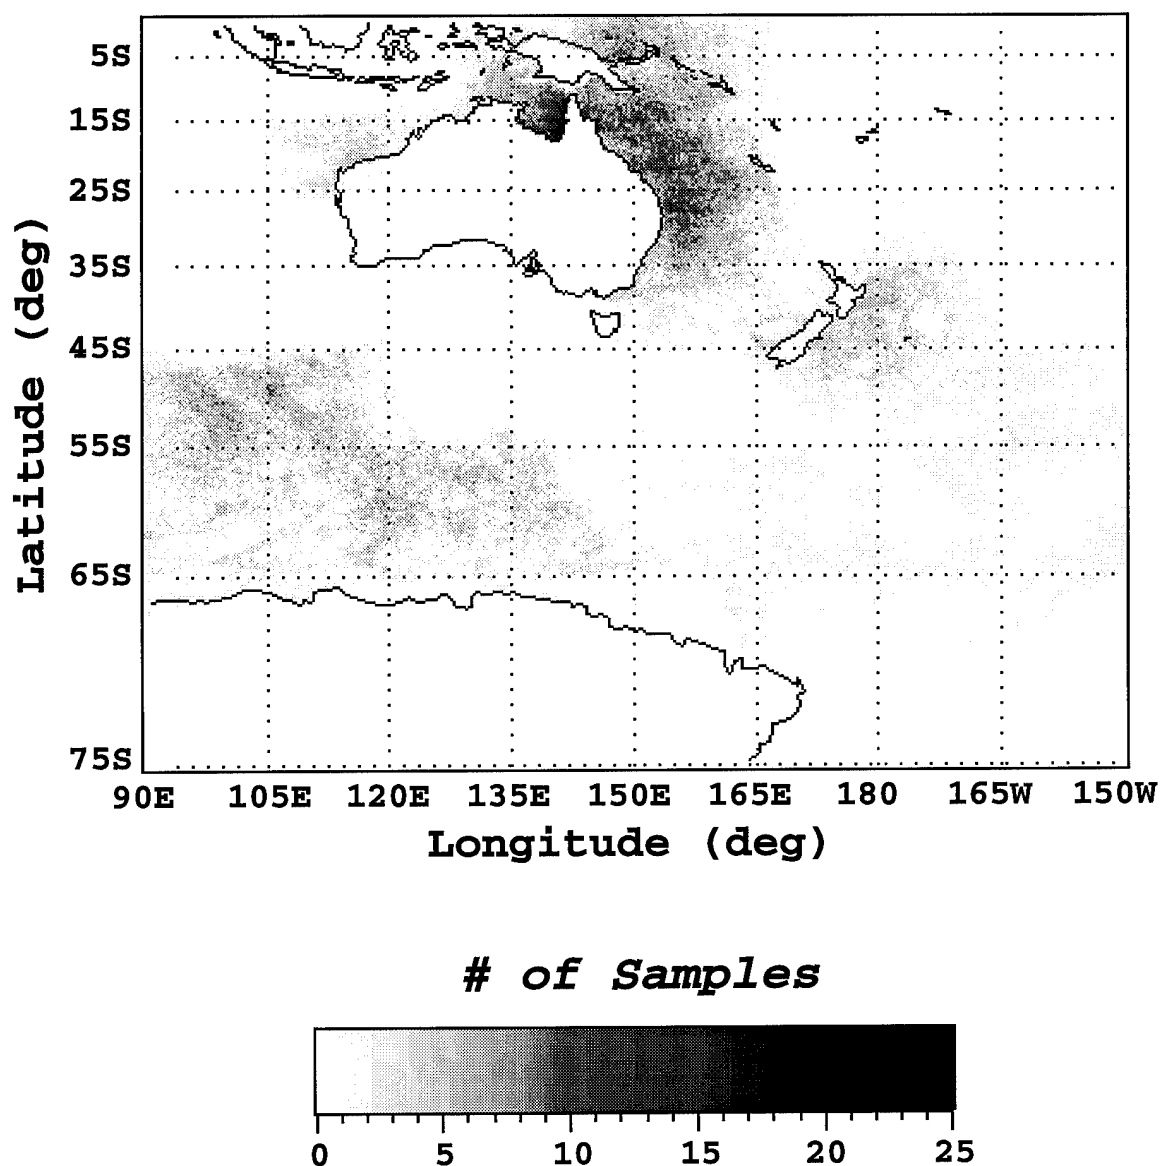 5S
15S
25S
35S
45S
55S
65S
75S
Latitude (deg)
90E 105E 120E 135E 150E 165E 180 165W 150W
Longitude (deg)
# of Samples
0 5 10 15 20 25